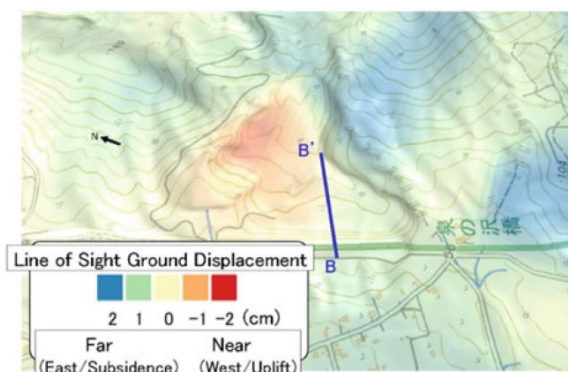 N
B'
泉の沢橋
B
104
Line of Sight Ground Displacement
2 1 0 -1 -2 (cm)
Far Near
(East/Subsidence) (West/Uplift)